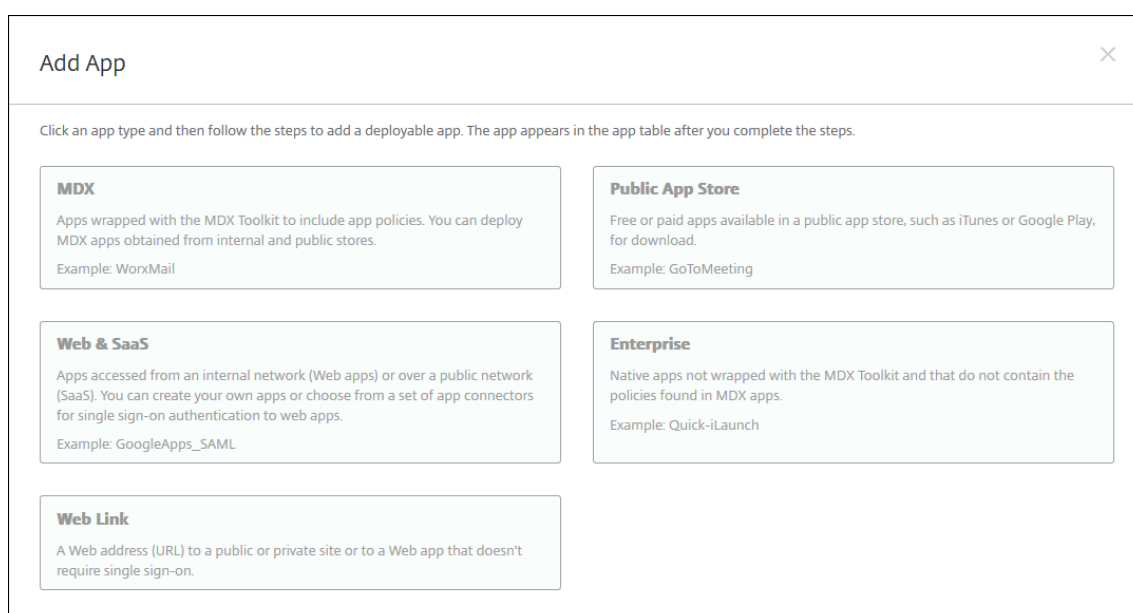 Add App
Click an app type and then follow the steps to add a deployable app. The app appears in the app table after you complete the steps.
MDX
Apps wrapped with the MDX Toolkit to include app policies. You can deploy
MDX apps obtained from internal and public stores.
Example: WorxMail
Public App Store
Free or paid apps available in a public app store, such as iTunes or Google Play,
for download.
Example: GoToMeeting
Web & SaaS
Apps accessed from an internal network (Web apps) or over a public network
(SaaS). You can create your own apps or choose from a set of app connectors
for single sign-on authentication to web apps.
Example: GoogleApps_SAML
Enterprise
Native apps not wrapped with the MDX Toolkit and that do not contain the
policies found in MDX apps.
Example: Quick-iLaunch
Web Link
A Web address (URL) to a public or private site or to a Web app that doesn't
require single sign-on.